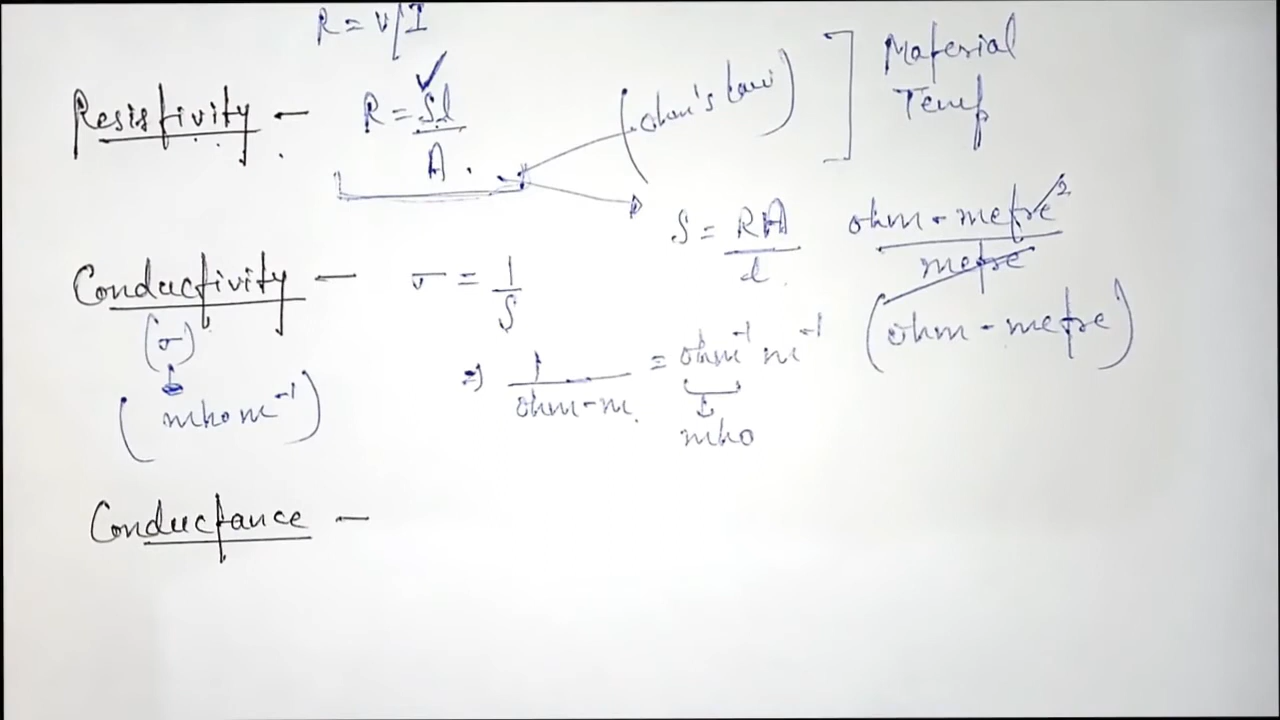 R = V/I
Resistivity - R = Sl / A .
(ohm's law) ] Material
Temp
S = RA / l ohm - metre² / metre
(ohm - metre)
Conductivity - σ = 1 / S
(σ)
(mho m⁻¹)
⇒ 1 / ohm - m = ohm⁻¹ m⁻¹
mho
Conductance -